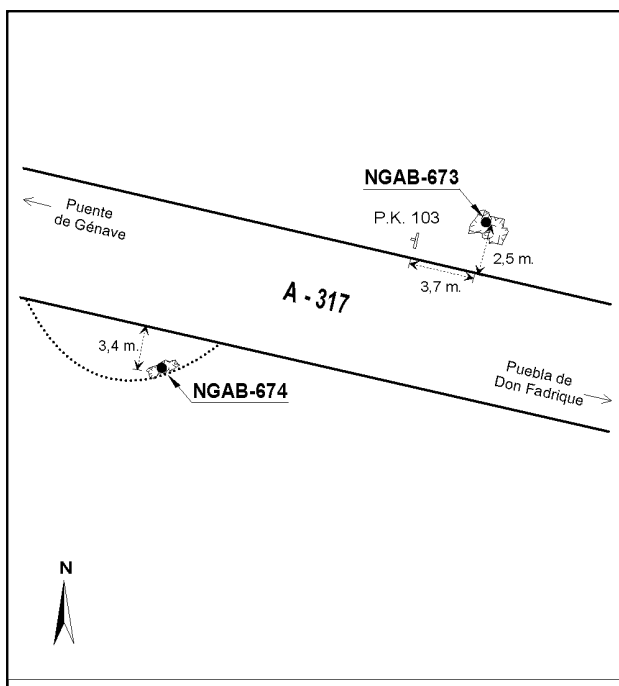 NGAB-673
Puente
de Génave
P.K. 103
2,5 m.
3,7 m.
A - 317
3,4 m.
Puebla de
Don Fadrique
NGAB-674
N